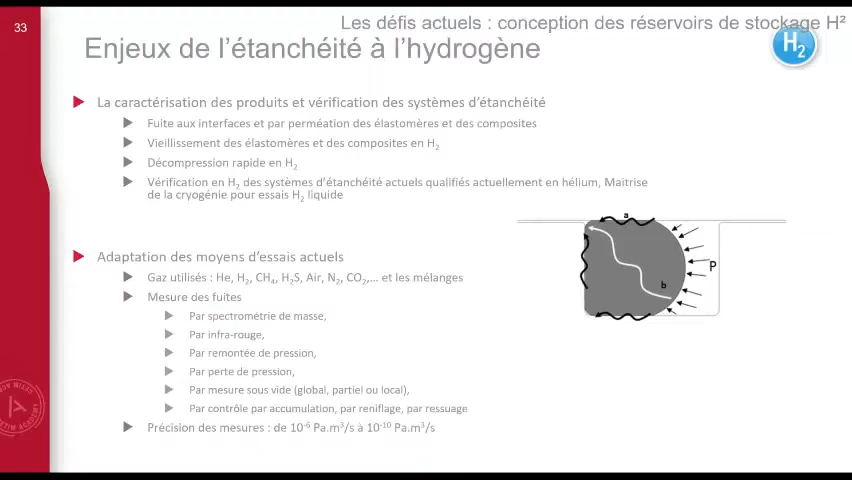 33
Les défis actuels : conception des réservoirs de stockage H²
Enjeux de l'étanchéité à l'hydrogène
H₂
La caractérisation des produits et vérification des systèmes d'étanchéité
Fuite aux interfaces et par perméation des élastomères et des composites
Vieillissement des élastomères et des composites en H₂
Décompression rapide en H₂
Vérification en H₂ des systèmes d'étanchéité actuels qualifiés actuellement en hélium, Maitrise
de la cryogénie pour essais H₂ liquide
a
P
b
Adaptation des moyens d'essais actuels
Gaz utilisés : He, H₂, CH₄, H₂S, Air, N₂, CO₂,... et les mélanges
Mesure des fuites
Par spectrométrie de masse,
Par infra-rouge,
Par remontée de pression,
Par perte de pression,
Par mesure sous vide (global, partiel ou local),
Par contrôle par accumulation, par reniflage, par ressuage
Précision des mesures : de 10⁻⁶ Pa.m³/s à 10⁻¹⁰ Pa.m³/s